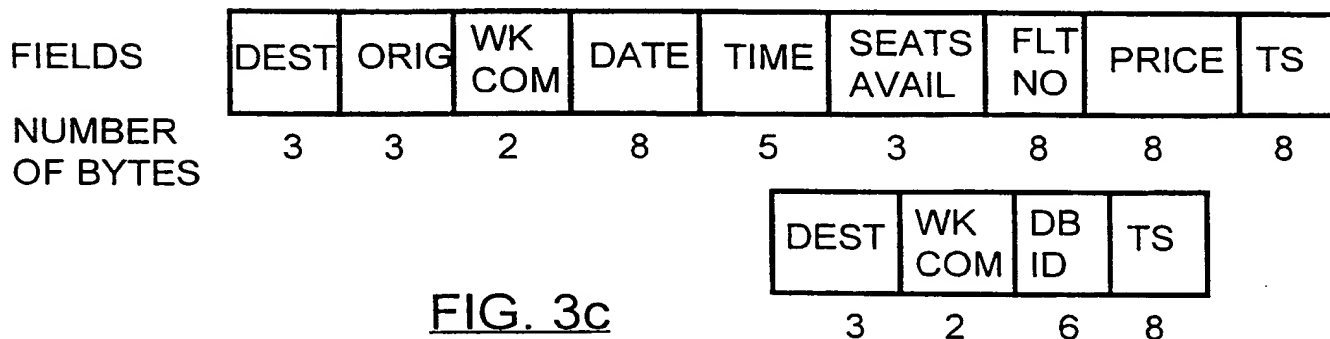 FIELDS DEST ORIG WK COM DATE TIME SEATS AVAIL FLT NO PRICE TS
NUMBER OF BYTES 3 3 2 8 5 3 8 8 8
DEST WK COM DB ID TS
3 2 6 8
FIG. 3c